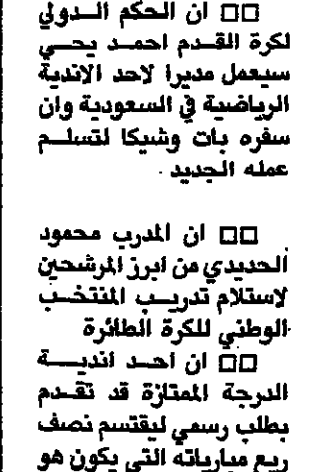 □□ ان الحكم الدولي
لكرة القدم احمد يحيى
سيعمل مديرا لاحد الاندية
الرياضية في السعودية وان
سفره بات وشيكا لتسلم
عمله الجديد .
□□ ان المدرب محمود
الحديدي من ابرز المرشحين
لاستلام تدريب المنتخب
الوطني للكرة الطائرة
□□ ان احد اندية
الدرجة الممتازة قد تقدم
بطلب رسمي ليقتسم نصف
ريع مبارياته التي يكون هو